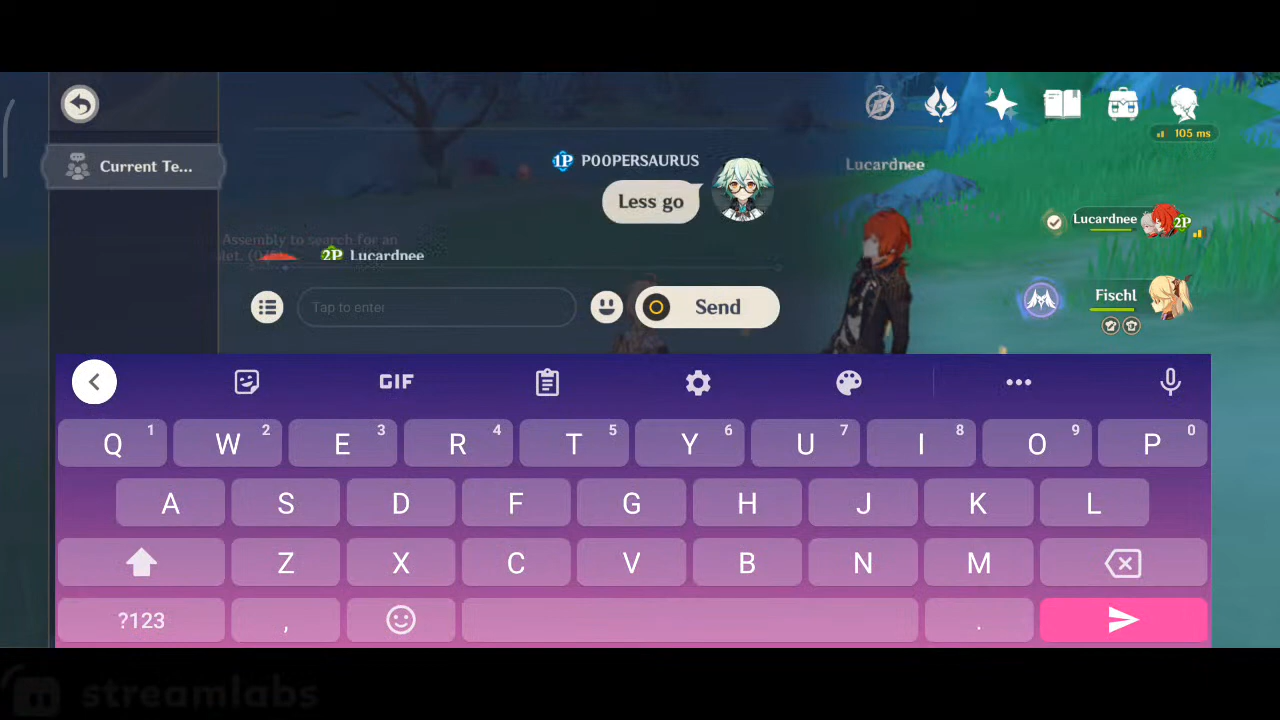 105 ms
Current Te...
1P P00PERSAURUS
Lucardnee
Less go
Lucardnee 2P
Assembly to search for an
2P Lucardnee
Tap to enter
Send
Fischl
GIF
Q 1 W 2 E 3 R 4 T 5 Y 6 U 7 I 8 O 9 P 0
A S D F G H J K L
Z X C V B N M
?123 , .
streamlabs